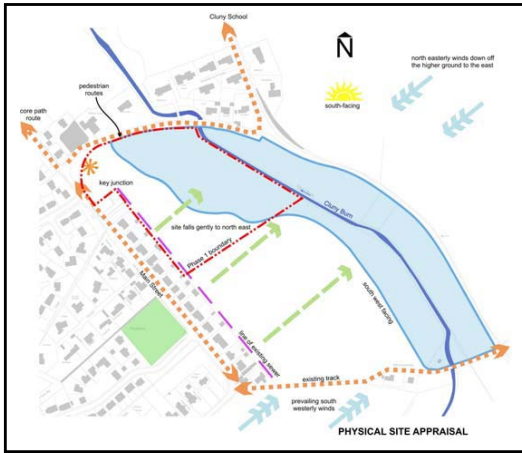 Cluny School
N
north easterly winds down off
the higher ground to the east
pedestrian
routes
south-facing
core path
route
key junction
Cluny Burn
site falls gently to north east
Phase 1 boundary
Main Street
south west facing
line of existing sewer
existing track
prevailing south
westerly winds
PHYSICAL SITE APPRAISAL